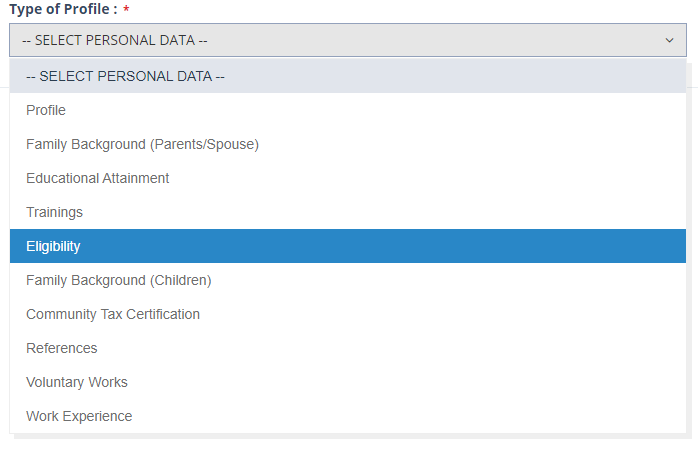 Type of Profile : *
-- SELECT PERSONAL DATA --
-- SELECT PERSONAL DATA --
Profile
Family Background (Parents/Spouse)
Educational Attainment
Trainings
Eligibility
Family Background (Children)
Community Tax Certification
References
Voluntary Works
Work Experience